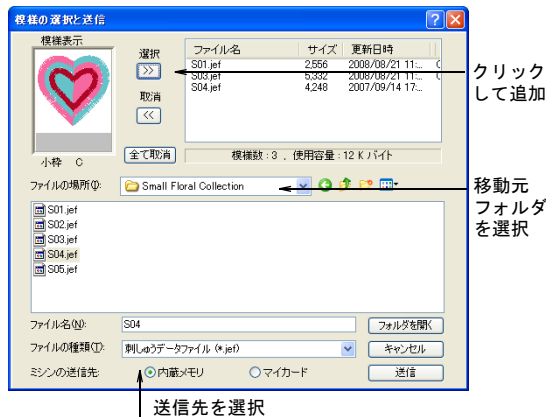 模様の選択と送信
模様表示
選択
>>
取消
<<
全て取消
小枠 C
ファイル名 サイズ 更新日時
S01.jef 2,556 2008/08/21 11:...
S03.jef 5,332 2008/08/21 11:...
S04.jef 4,248 2007/09/14 17:...
模様数 : 3 , 使用容量 : 12 K バイト
クリック
して追加
ファイルの場所(I): Small Floral Collection
移動元
フォルダ
を選択
S01.jef
S02.jef
S03.jef
S04.jef
S05.jef
ファイル名(N): S04 フォルダを開く
ファイルの種類(T): 刺しゅうデータファイル (*.jef) キャンセル
ミシンの送信先: 内蔵メモリ マイカード 送信
送信先を選択